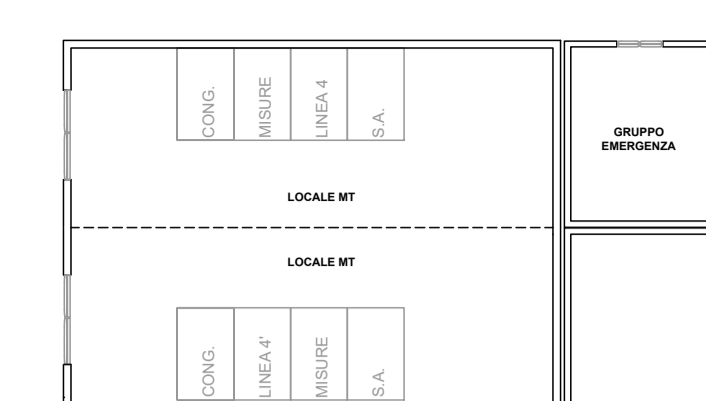 CONG.
MISURE
LINEA 4
S.A.
GRUPPO
EMERGENZA
LOCALE MT
LOCALE MT
CONG.
LINEA 4'
MISURE
S.A.